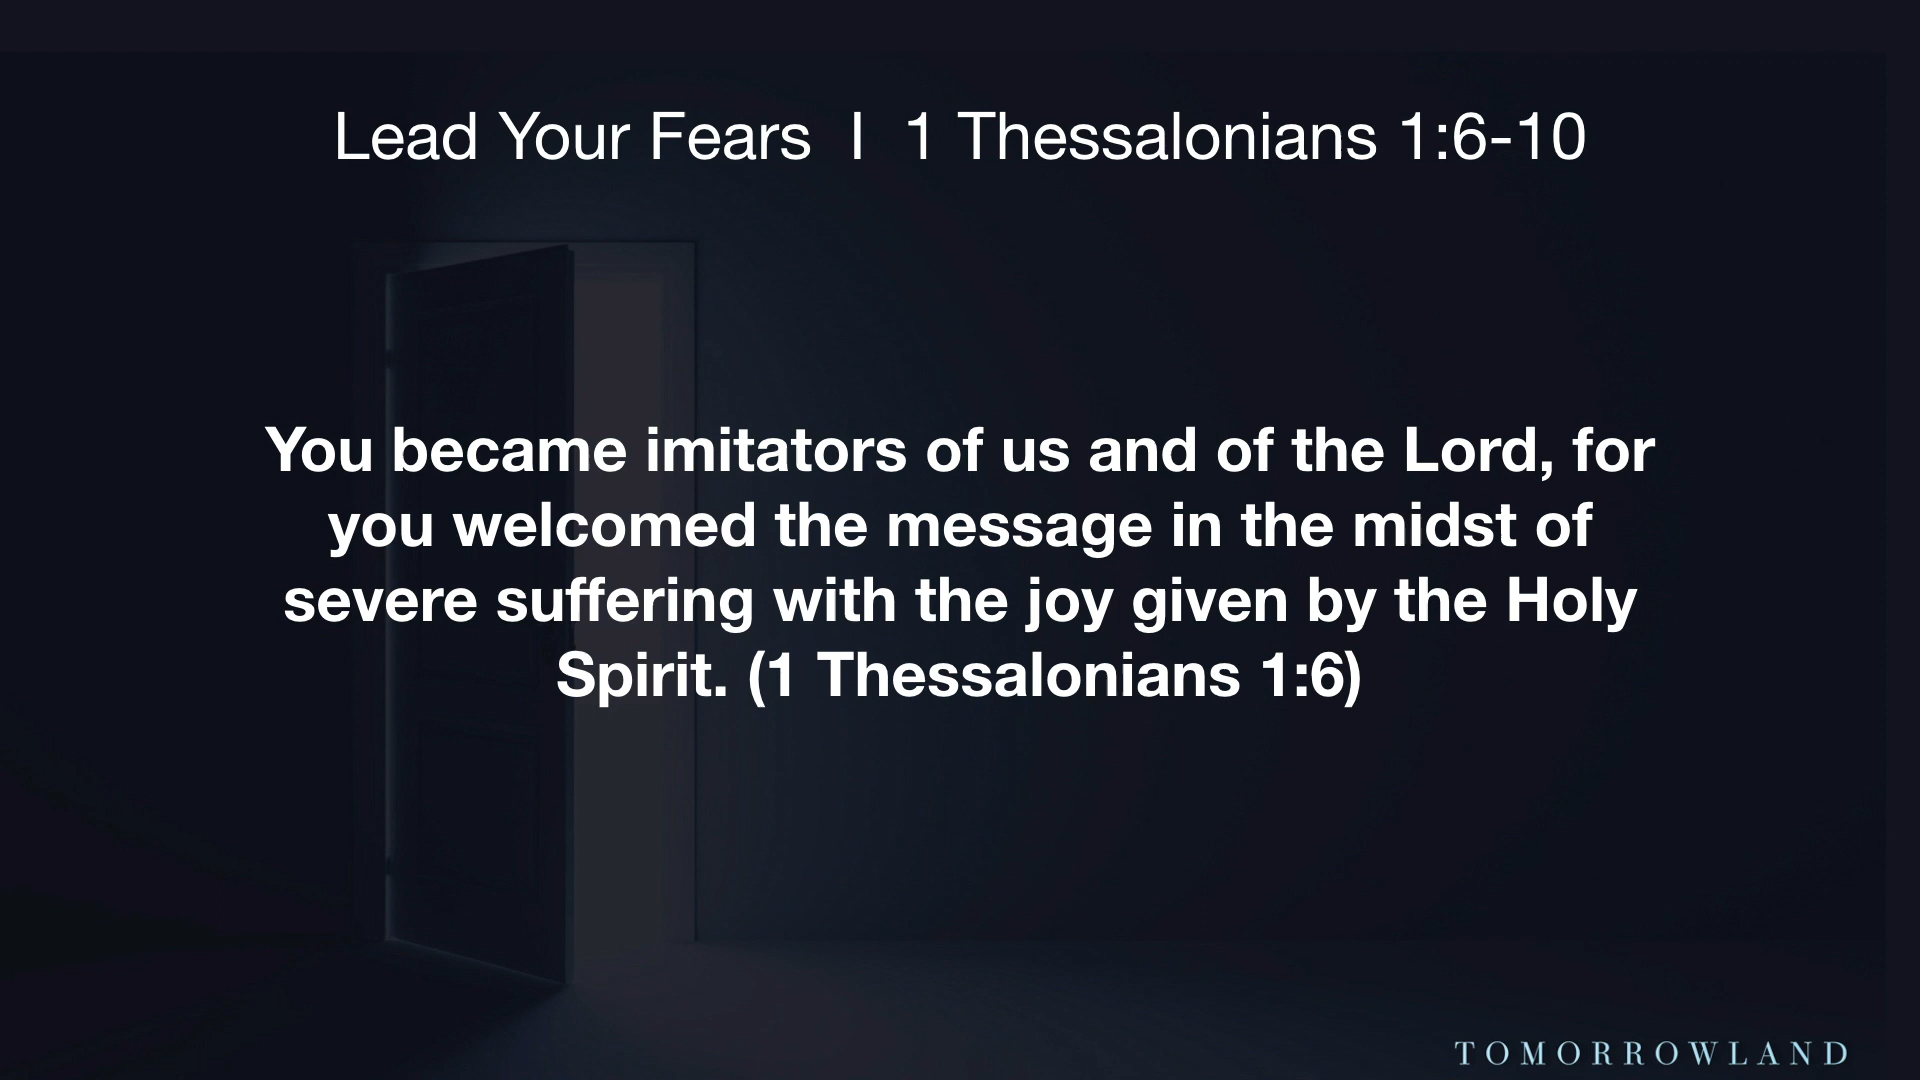 Lead Your Fears I 1 Thessalonians 1:6-10
You became imitators of us and of the Lord, for
you welcomed the message in the midst of
severe suffering with the joy given by the Holy
Spirit. (1 Thessalonians 1:6)
TOMORROWLAND